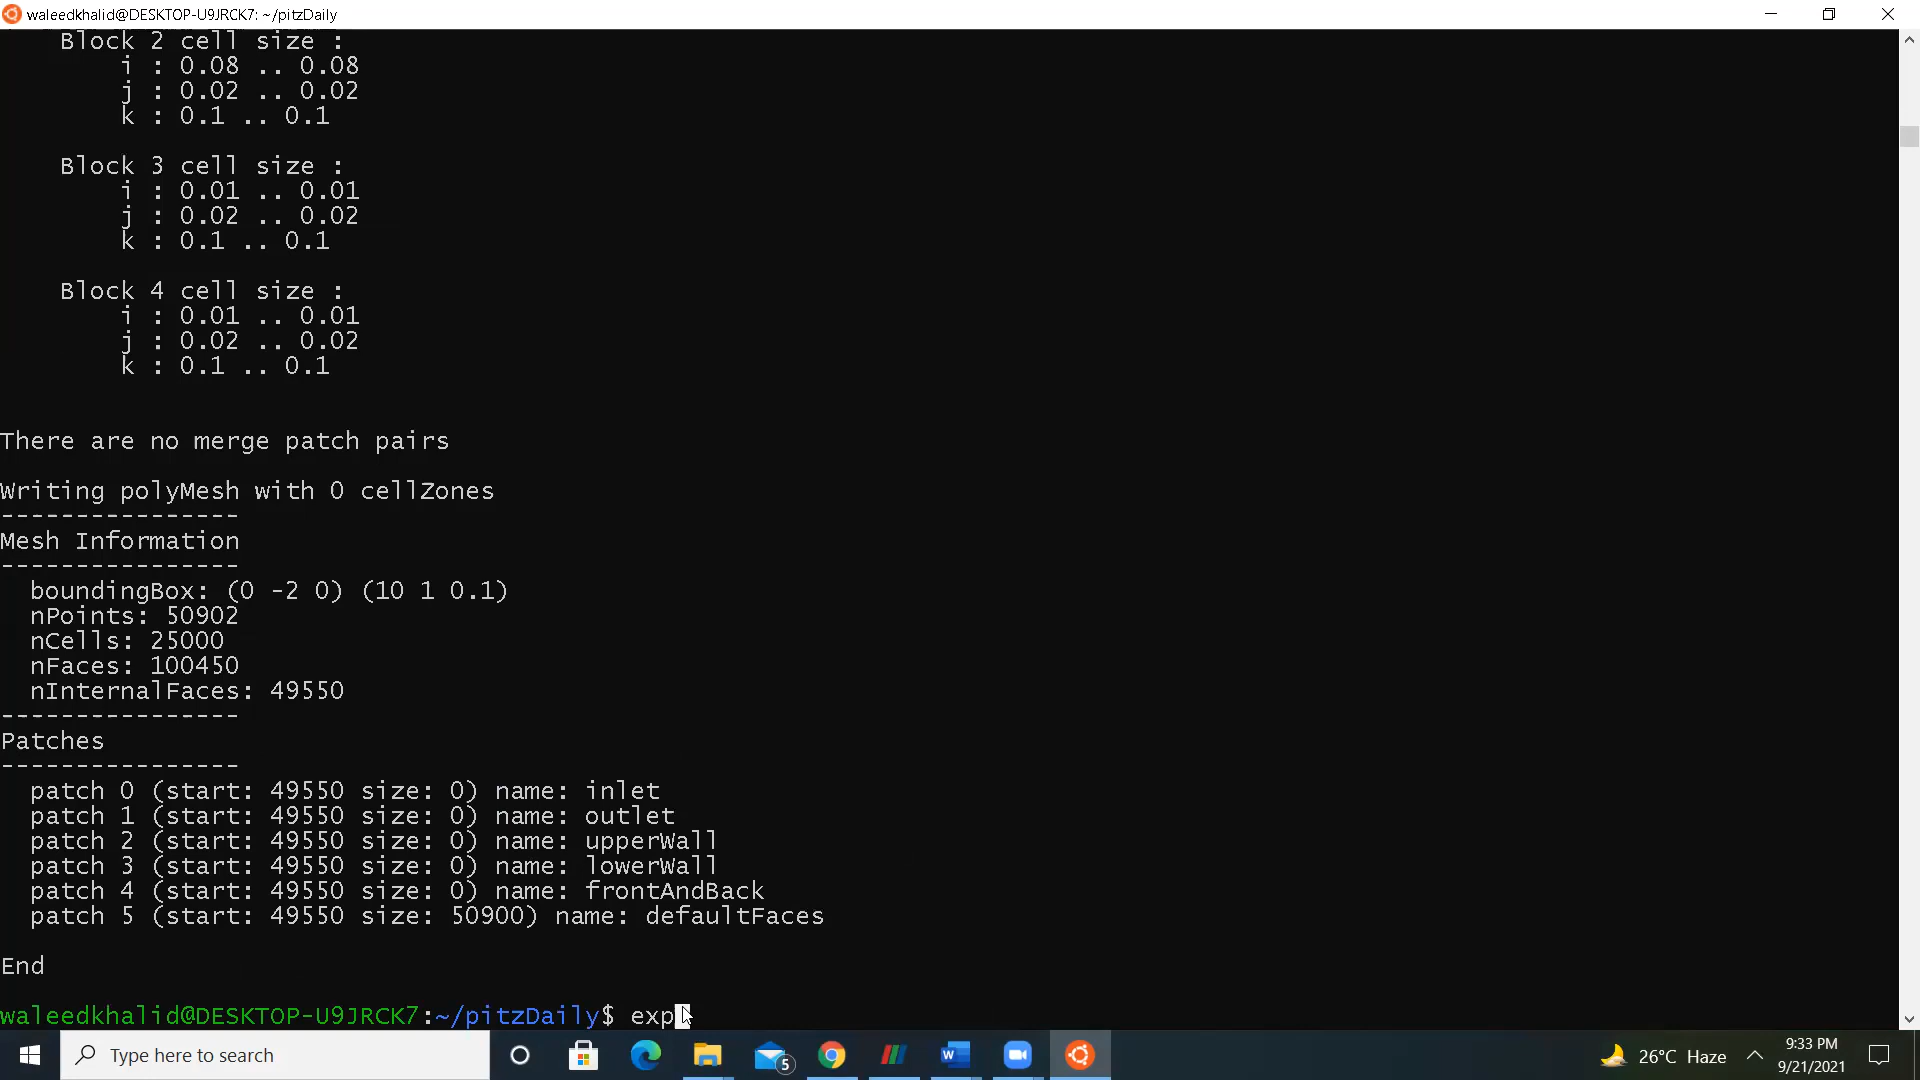 waleedkhalid@DESKTOP-U9JRCK7: ~/pitzDaily
Block 2 cell size :
i : 0.08 .. 0.08
j : 0.02 .. 0.02
k : 0.1 .. 0.1
Block 3 cell size :
i : 0.01 .. 0.01
j : 0.02 .. 0.02
k : 0.1 .. 0.1
Block 4 cell size :
i : 0.01 .. 0.01
j : 0.02 .. 0.02
k : 0.1 .. 0.1
There are no merge patch pairs
Writing polyMesh with 0 cellZones
----------------
Mesh Information
----------------
boundingBox: (0 -2 0) (10 1 0.1)
nPoints: 50902
nCells: 25000
nFaces: 100450
nInternalFaces: 49550
----------------
Patches
----------------
patch 0 (start: 49550 size: 0) name: inlet
patch 1 (start: 49550 size: 0) name: outlet
patch 2 (start: 49550 size: 0) name: upperWall
patch 3 (start: 49550 size: 0) name: lowerWall
patch 4 (start: 49550 size: 0) name: frontAndBack
patch 5 (start: 49550 size: 50900) name: defaultFaces
End
waleedkhalid@DESKTOP-U9JRCK7:~/pitzDaily$ exp
Type here to search
5
W
26°C Haze
9:33 PM
9/21/2021